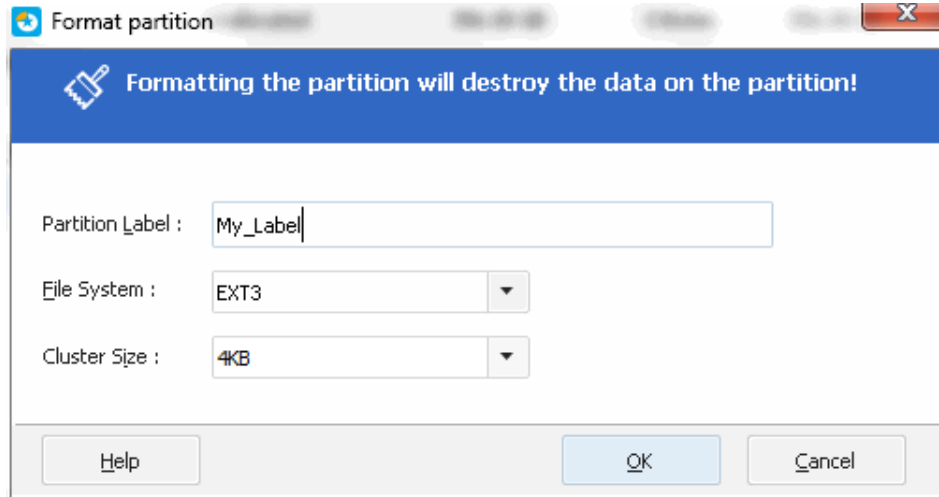 Format partition
Formatting the partition will destroy the data on the partition!
Partition Label :
My_Label
File System :
EXT3
Cluster Size :
4KB
Help
OK
Cancel